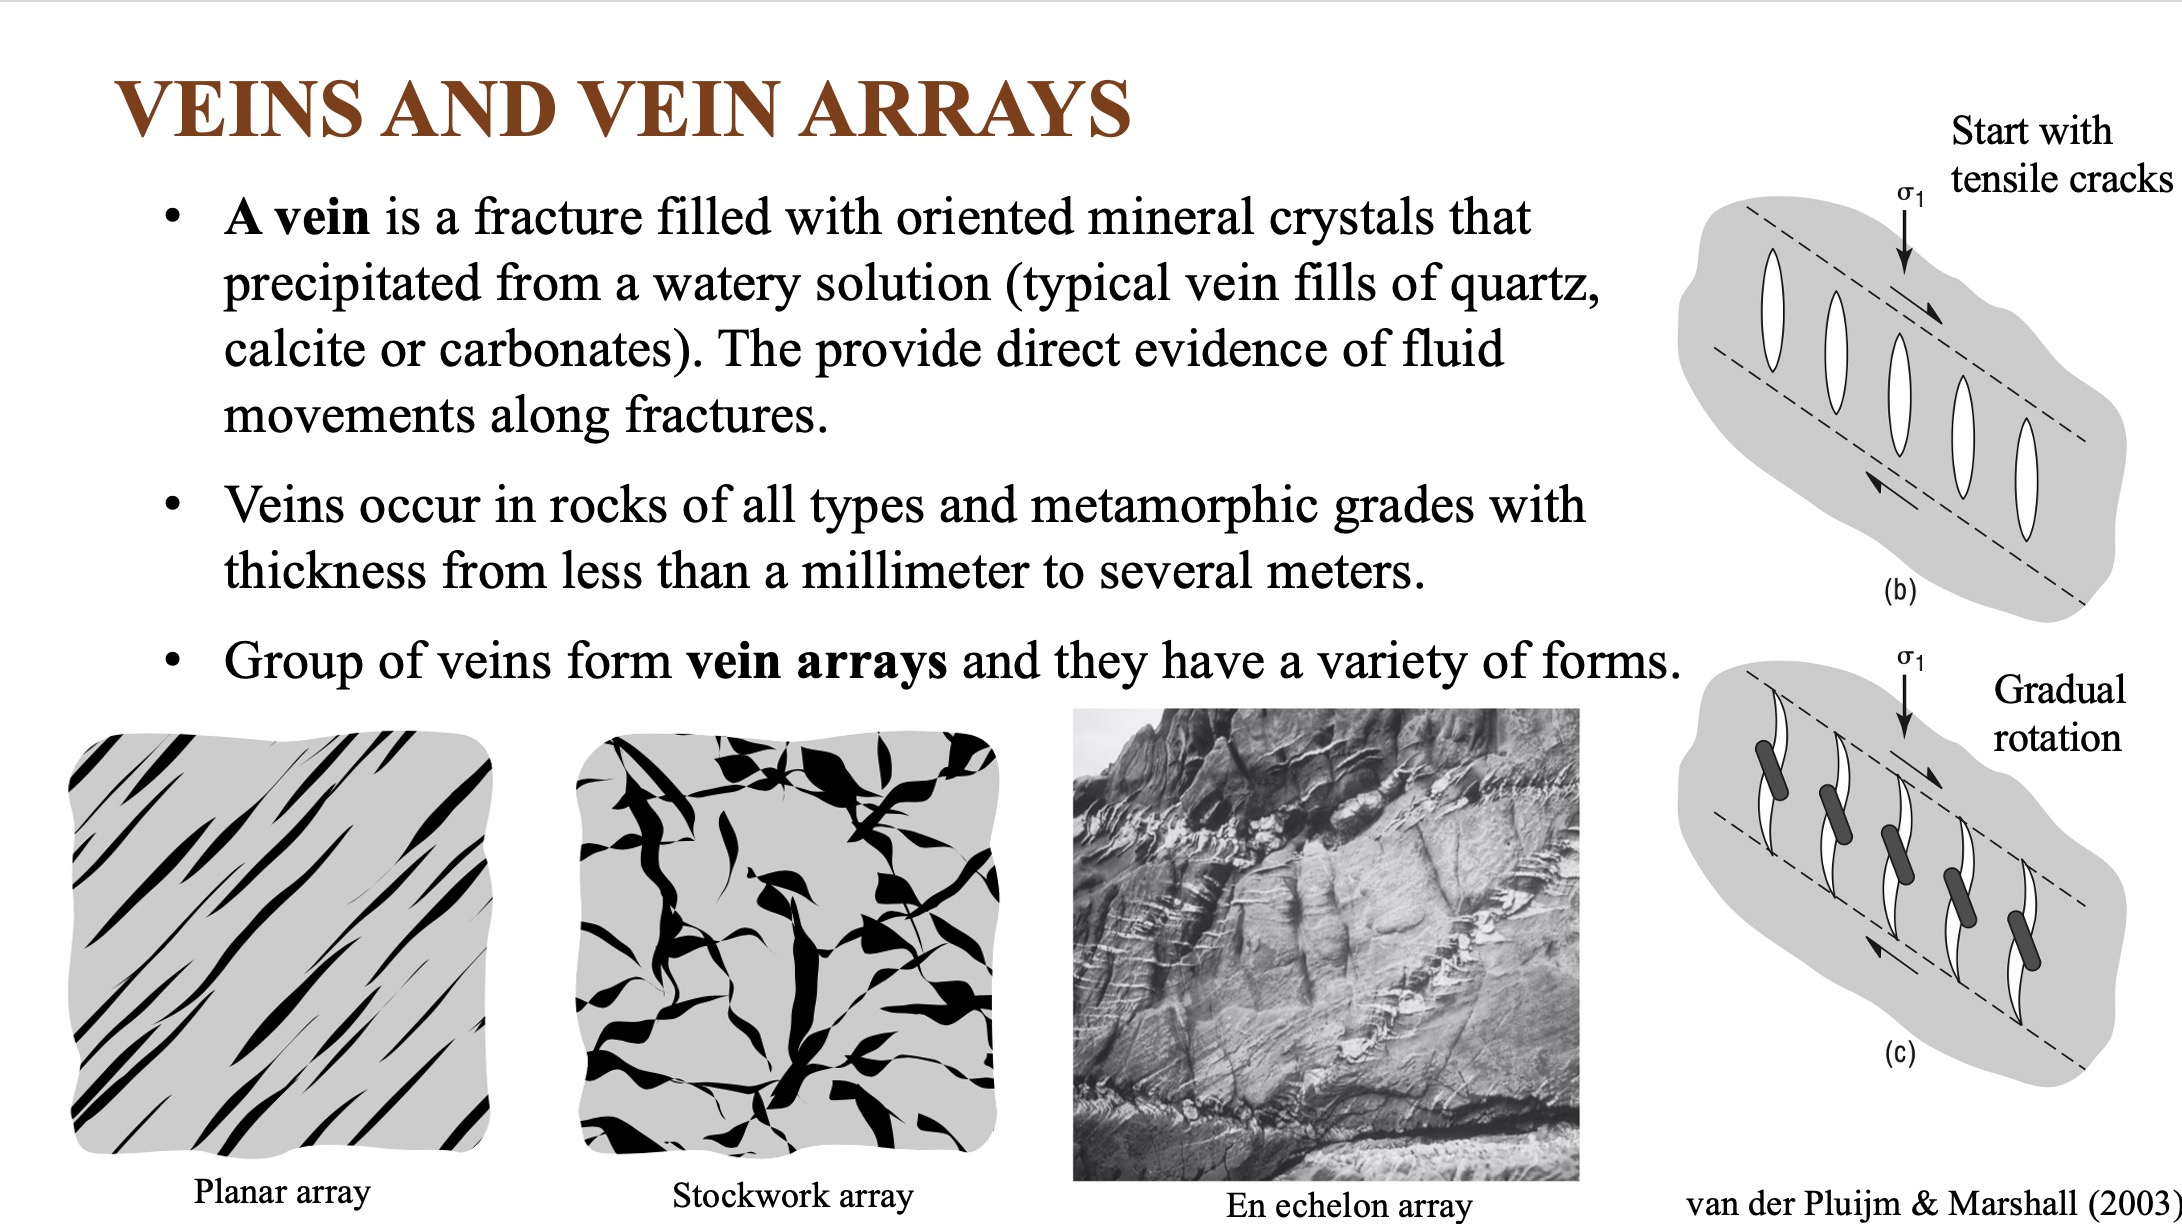 VEINS AND VEIN ARRAYS
• A vein is a fracture filled with oriented mineral crystals that
precipitated from a watery solution (typical vein fills of quartz,
calcite or carbonates). The provide direct evidence of fluid
movements along fractures.
• Veins occur in rocks of all types and metamorphic grades with
thickness from less than a millimeter to several meters.
• Group of veins form vein arrays and they have a variety of forms.
Planar array
Stockwork array
En echelon array
Start with
tensile cracks
σ1
(b)
σ1
Gradual
rotation
(c)
van der Pluijm & Marshall (2003)